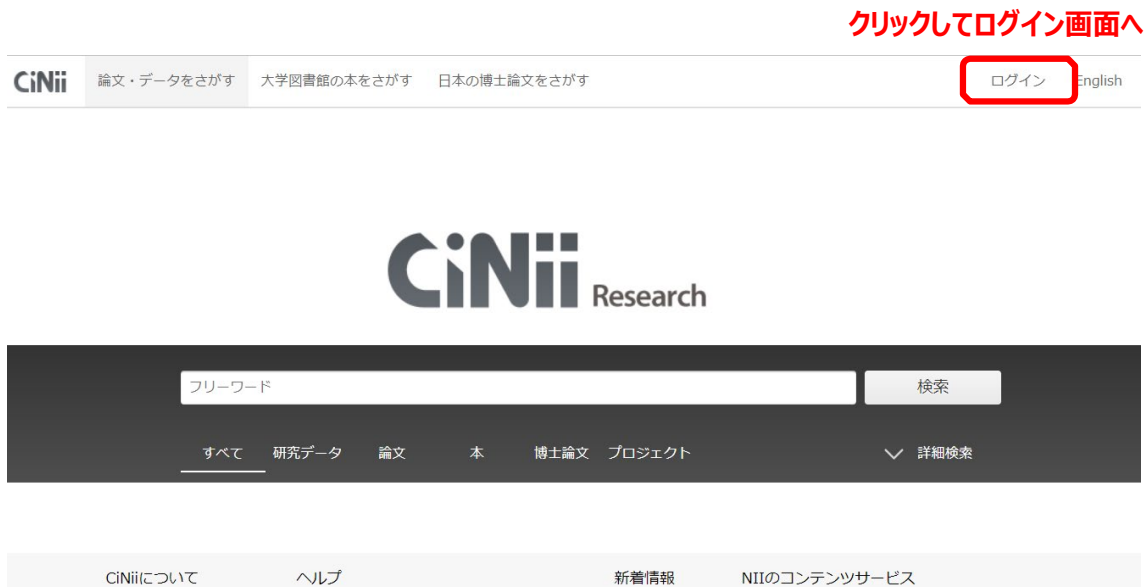 クリックしてログイン画面へ
CiNii 論文・データをさがす 大学図書館の本をさがす 日本の博士論文をさがす ログイン English
CiNii Research
フリーワード 検索
すべて 研究データ 論文 本 博士論文 プロジェクト 詳細検索
CiNiiについて ヘルプ 新着情報 NIIのコンテンツサービス